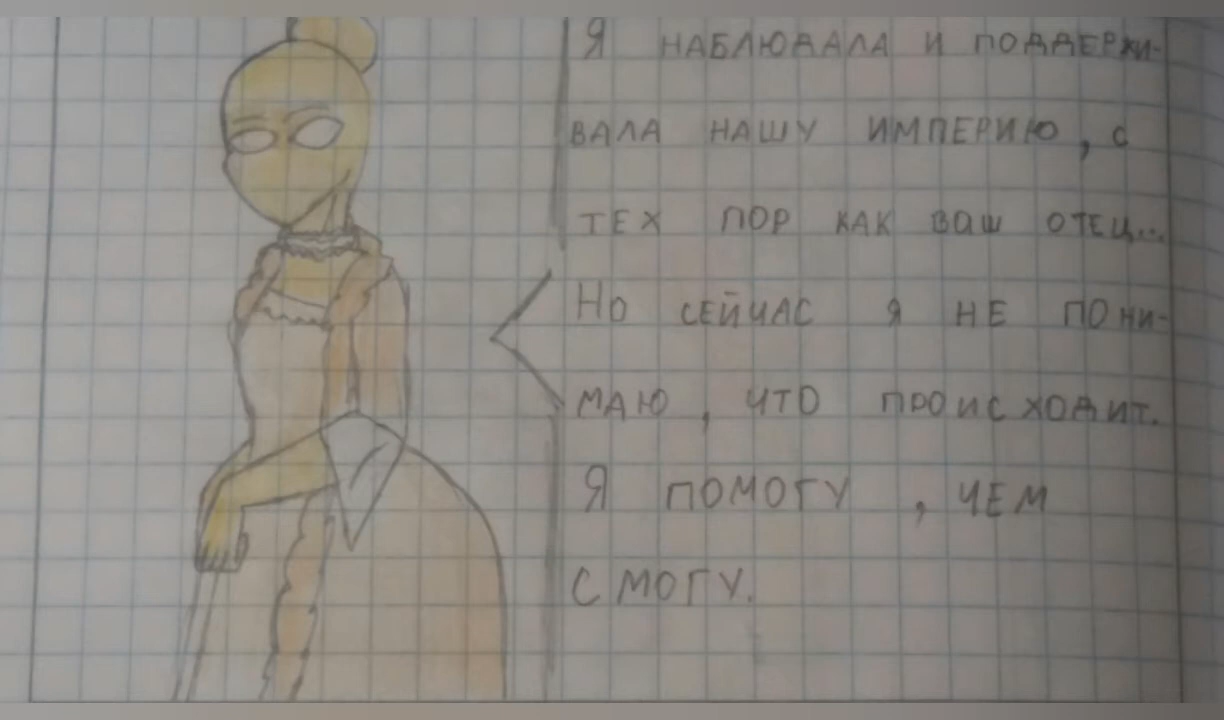 Я НАБЛЮДАЛА И ПОДДЕРЖИ-
ВАЛА НАШУ ИМПЕРИЮ, С
ТЕХ ПОР КАК ВАШ ОТЕЦ...
Но СЕЙЧАС Я НЕ ПОНИ-
МАЮ, ЧТО ПРОИСХОДИТ.
Я ПОМОГУ, ЧЕМ
СМОГУ.